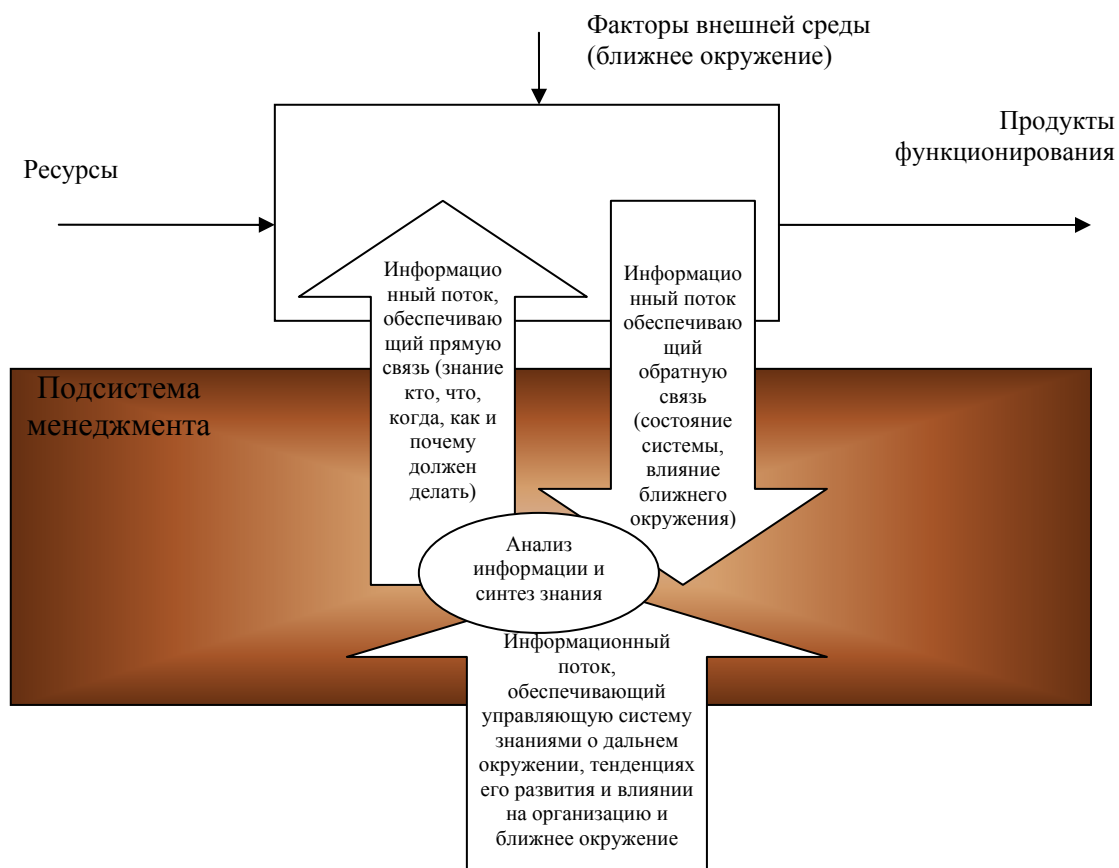 Факторы внешней среды
(ближнее окружение)
Продукты
функционирования
Ресурсы
Информацио
нный поток,
обеспечиваю
щий прямую
связь (знание
кто, что,
когда, как и
почему
должен
делать)
Информацио
нный поток
обеспечиваю
щий
обратную
связь
(состояние
системы,
влияние
ближнего
окружения)
Подсистема
менеджмента
Анализ
информации и
синтез знания
Информационный
поток,
обеспечивающий
управляющую систему
знаниями о дальнем
окружении, тенденциях
его развития и влиянии
на организацию и
ближнее окружение